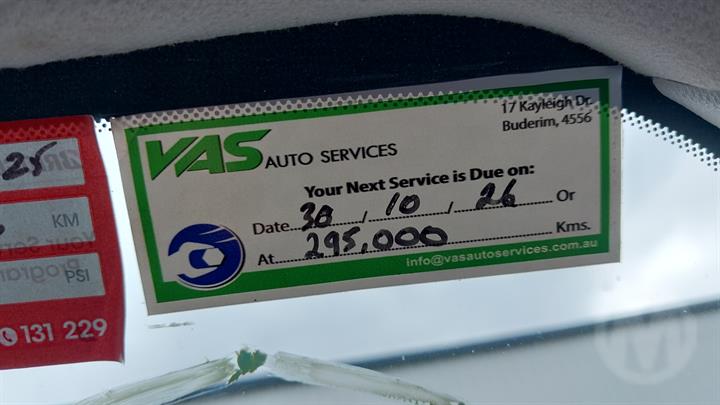 17 Kayleigh Dr.
Buderim, 4556
VAS AUTO SERVICES
Your Next Service is Due on:
Date 30 / 10 / 26 Or
At 295,000 Kms.
info@vasautoservices.com.au
25
KM
PSI
131 229
M